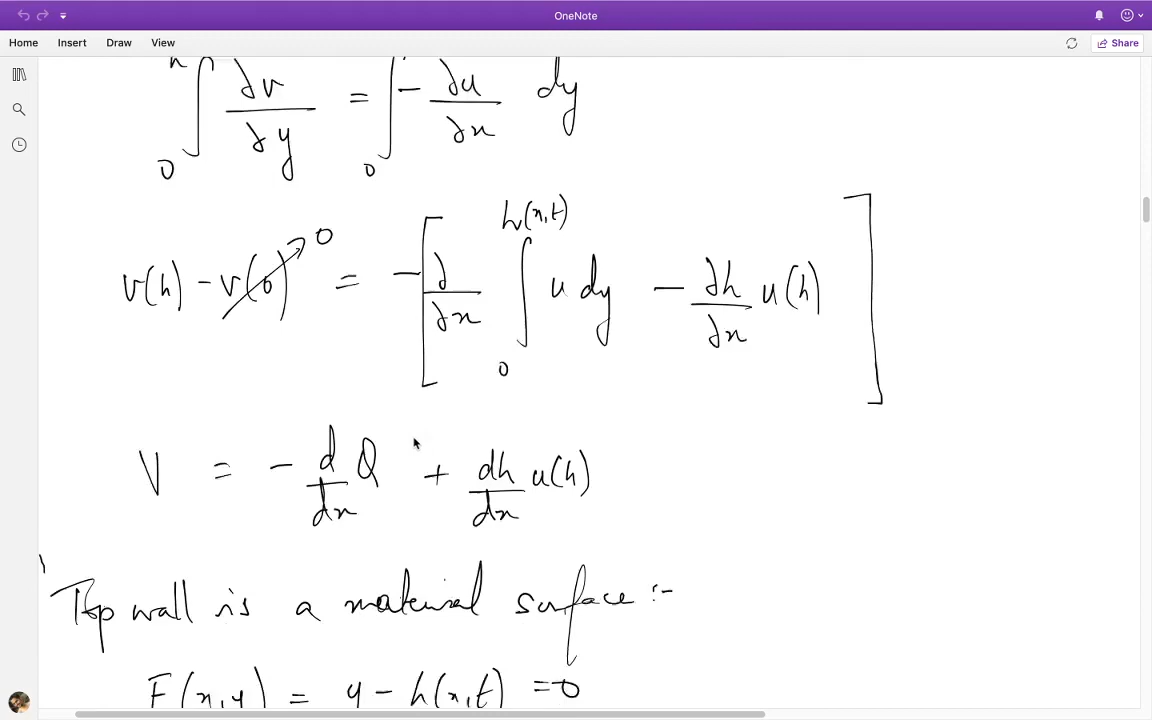 OneNote
Home Insert Draw View Share
h ∫ 0 ∂v/∂y = ∫ 0 − ∂u/∂x dy
v(h) − v(0) → 0 = − [ ∂/∂x ∫ 0 h(x,t) u dy − ∂h/∂x u(h) ]
V = − d/dx Q + dh/dx u(h)
Top wall is a material surface :-
F(x,y) = y − h(x,t) = 0